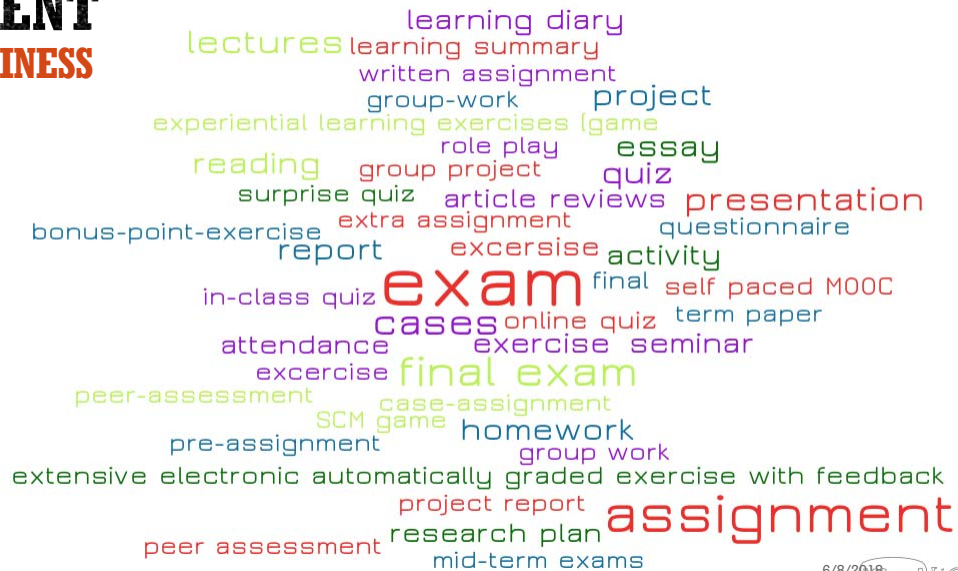 ENT
INESS
learning diary
lectures
learning summary
written assignment
group-work
project
experiential learning exercises (game
role play
essay
reading
group project
quiz
surprise quiz
article reviews
presentation
bonus-point-exercise
extra assignment
questionnaire
report
excersise
activity
exam
final
self paced MOOC
in-class quiz
cases
online quiz
term paper
attendance
exercise
seminar
excercise
final exam
peer-assessment
case-assignment
SCM game
homework
pre-assignment
group work
extensive electronic automatically graded exercise with feedback
project report
assignment
research plan
peer assessment
mid-term exams
6/8/2018